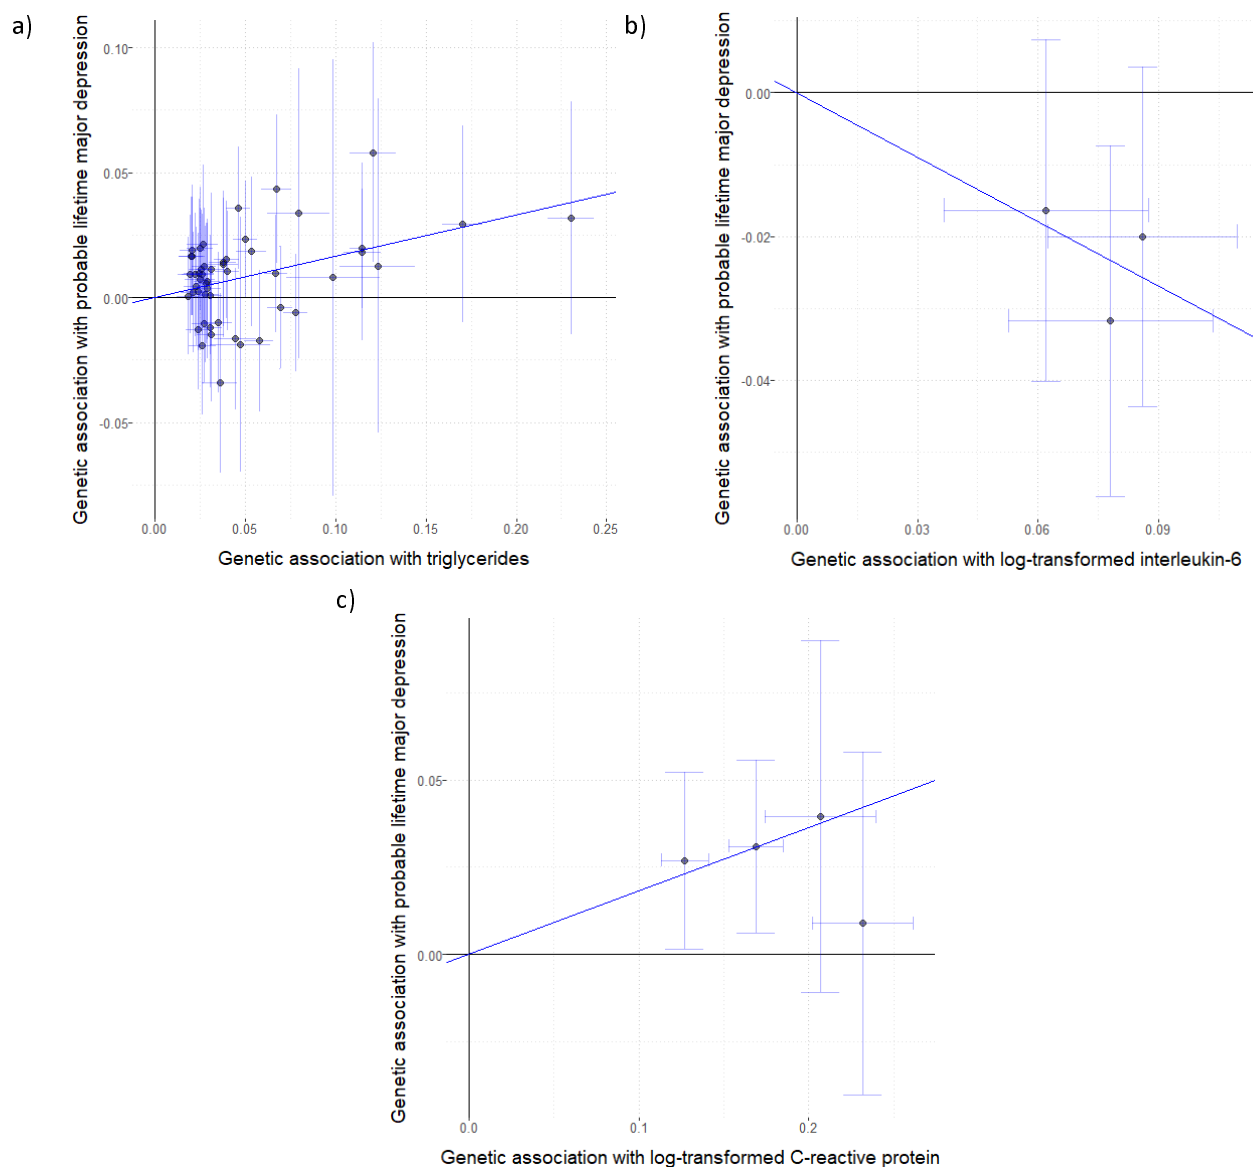 a)
Genetic association with probable lifetime major depression
0.10
0.05
0.00
-0.05
0.00 0.05 0.10 0.15 0.20 0.25
Genetic association with triglycerides
b)
Genetic association with probable lifetime major depression
0.00
-0.02
-0.04
0.00 0.03 0.06 0.09
Genetic association with log-transformed interleukin-6
c)
Genetic association with probable lifetime major depression
0.05
0.00
0.0 0.1 0.2
Genetic association with log-transformed C-reactive protein